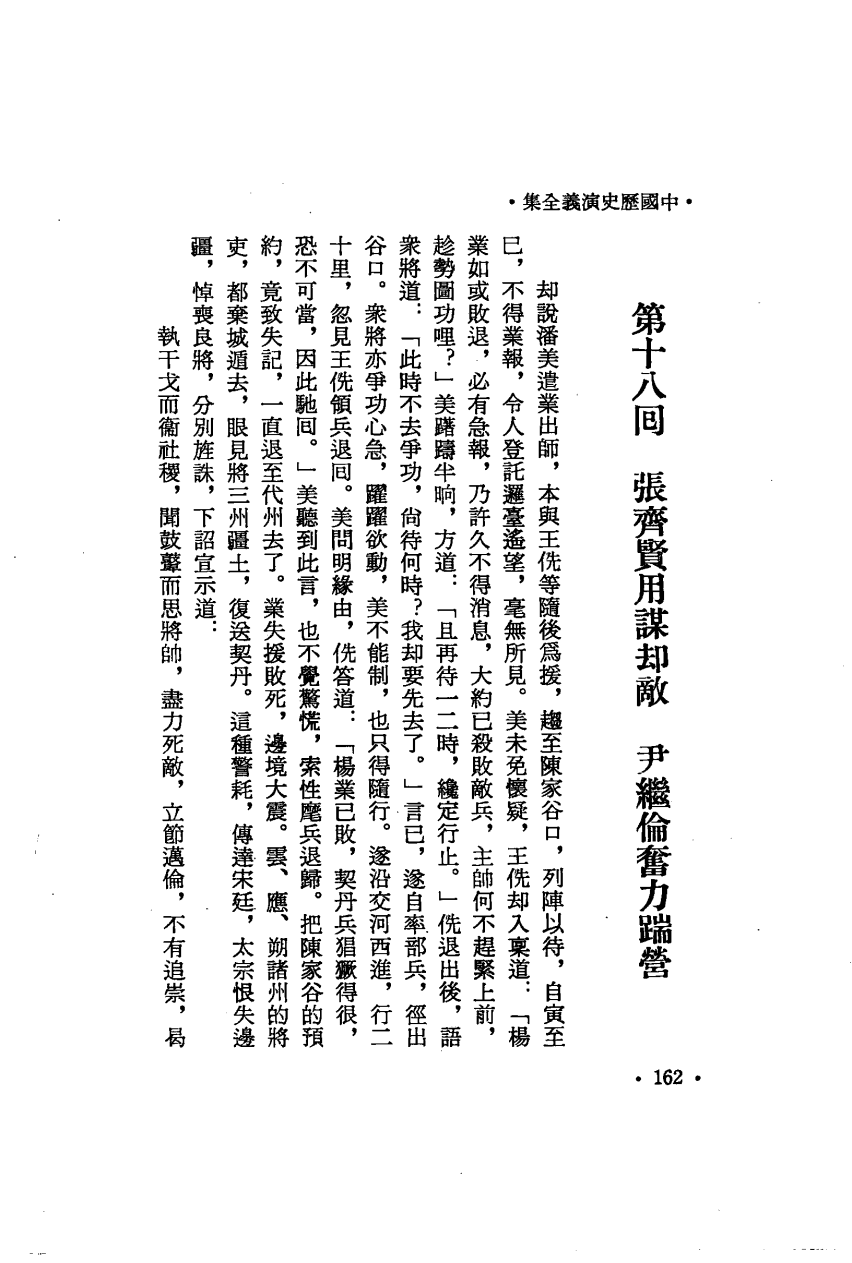 ・中國歷史演義全集・
第十八回　張齊賢用謀却敵　尹繼倫奮力踹營
却說潘美遣業出師，本與王侁等隨後爲援，趨至陳家谷口，列陣以待，自寅至
巳，不得業報，令人登託邏臺遙望，毫無所見。美未免懷疑，王侁却入稟道：「楊
業如或敗退，必有急報，乃許久不得消息，大約已殺敗敵兵，主帥何不趕緊上前，
趁勢圖功哩？」美躊躇半晌，方道：「且再待一二時，纔定行止。」侁退出後，語
衆將道：「此時不去爭功，尙待何時？我却要先去了。」言已，遂自率部兵，徑出
谷口。衆將亦爭功心急，躍躍欲動，美不能制，也只得隨行。遂沿交河西進，行二
十里，忽見王侁領兵退回。美問明緣由，侁答道：「楊業已敗，契丹兵猖獗得很，
恐不可當，因此馳回。」美聽到此言，也不覺驚慌，索性麾兵退歸。把陳家谷的預
約，竟致失記，一直退至代州去了。業失援敗死，邊境大震。雲、應、朔諸州的將
吏，都棄城遁去，眼見將三州疆土，復送契丹。這種警耗，傳達宋廷，太宗恨失邊
疆，悼喪良將，分別旌誅，下詔宣示道：
執干戈而衞社稷，聞鼓鼙而思將帥，盡力死敵，立節邁倫，不有追崇，曷
・162・